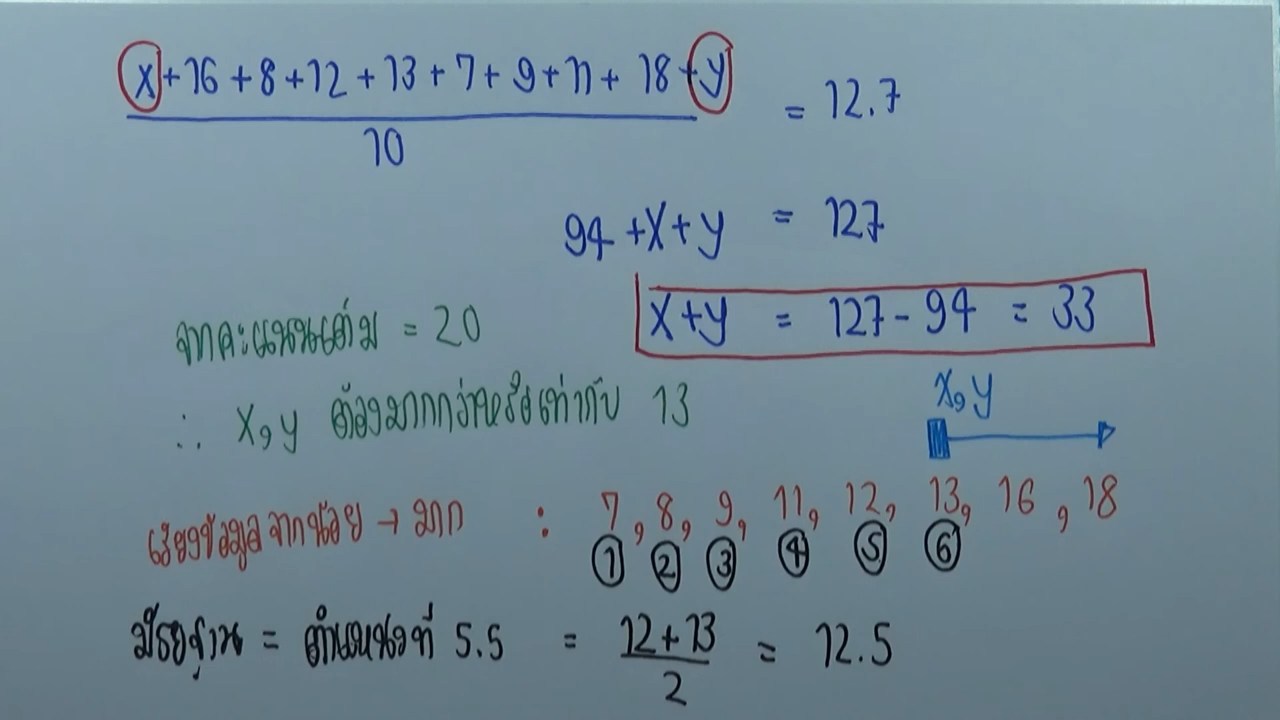 x+16+8+12+13+7+9+11+18+y = 12.7
10
94+x+y = 127
x+y = 127-94 = 33
จากคะแนนเต็ม = 20
x,y
∴ x,y ต้องมากกว่าหรือเท่ากับ 13
เรียงข้อมูลจากน้อย → มาก : 7, 8, 9, 11, 12, 13, 16, 18
① ② ③ ④ ⑤ ⑥
มัธยฐาน = ตำแหน่งที่ 5.5 = 12+13 = 12.5
2